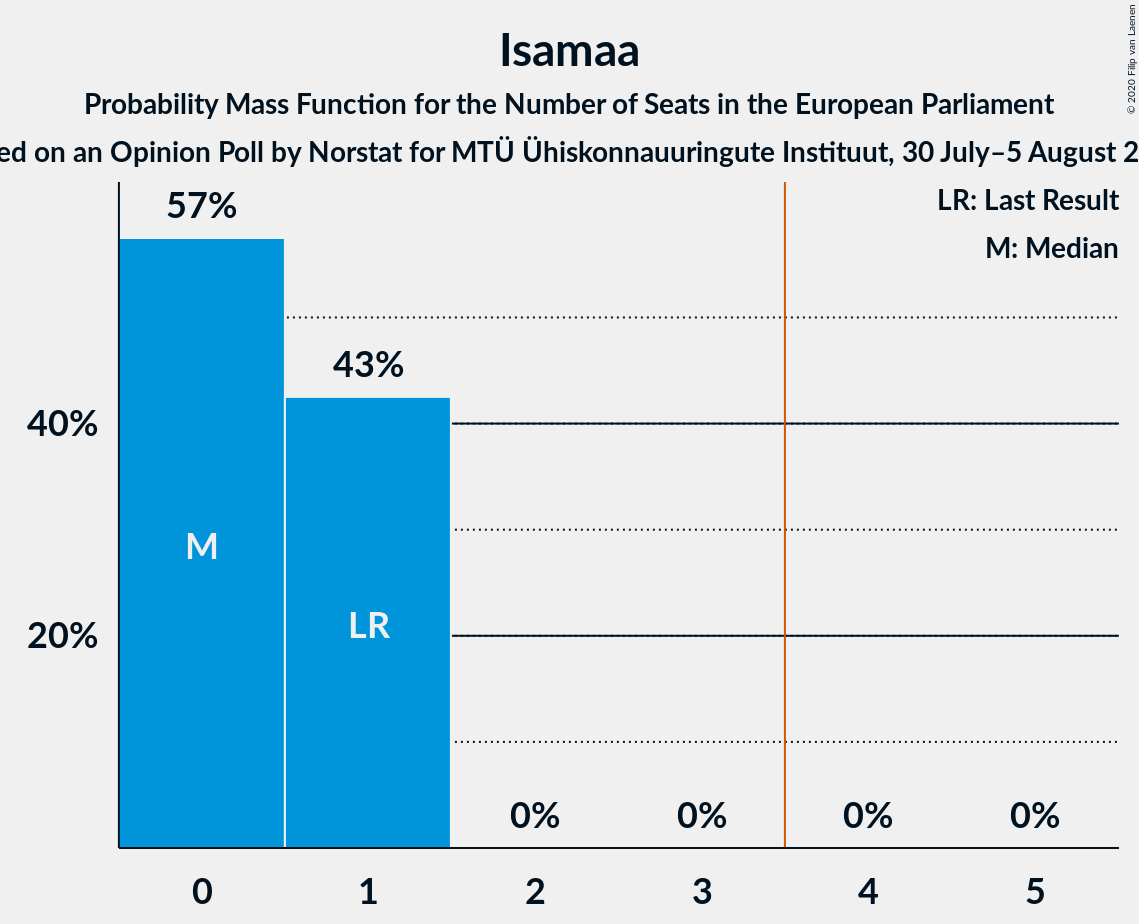 Isamaa
Probability Mass Function for the Number of Seats in the European Parliament
on an Opinion Poll by Norstat for MTÜ Ühiskonnauuringute Instituut, 30 July–5 August
© 2020 Filip van Laenen
LR: Last Result
M: Median
57%
43%
40%
20%
M
LR
0% 0% 0% 0%
0 1 2 3 4 5